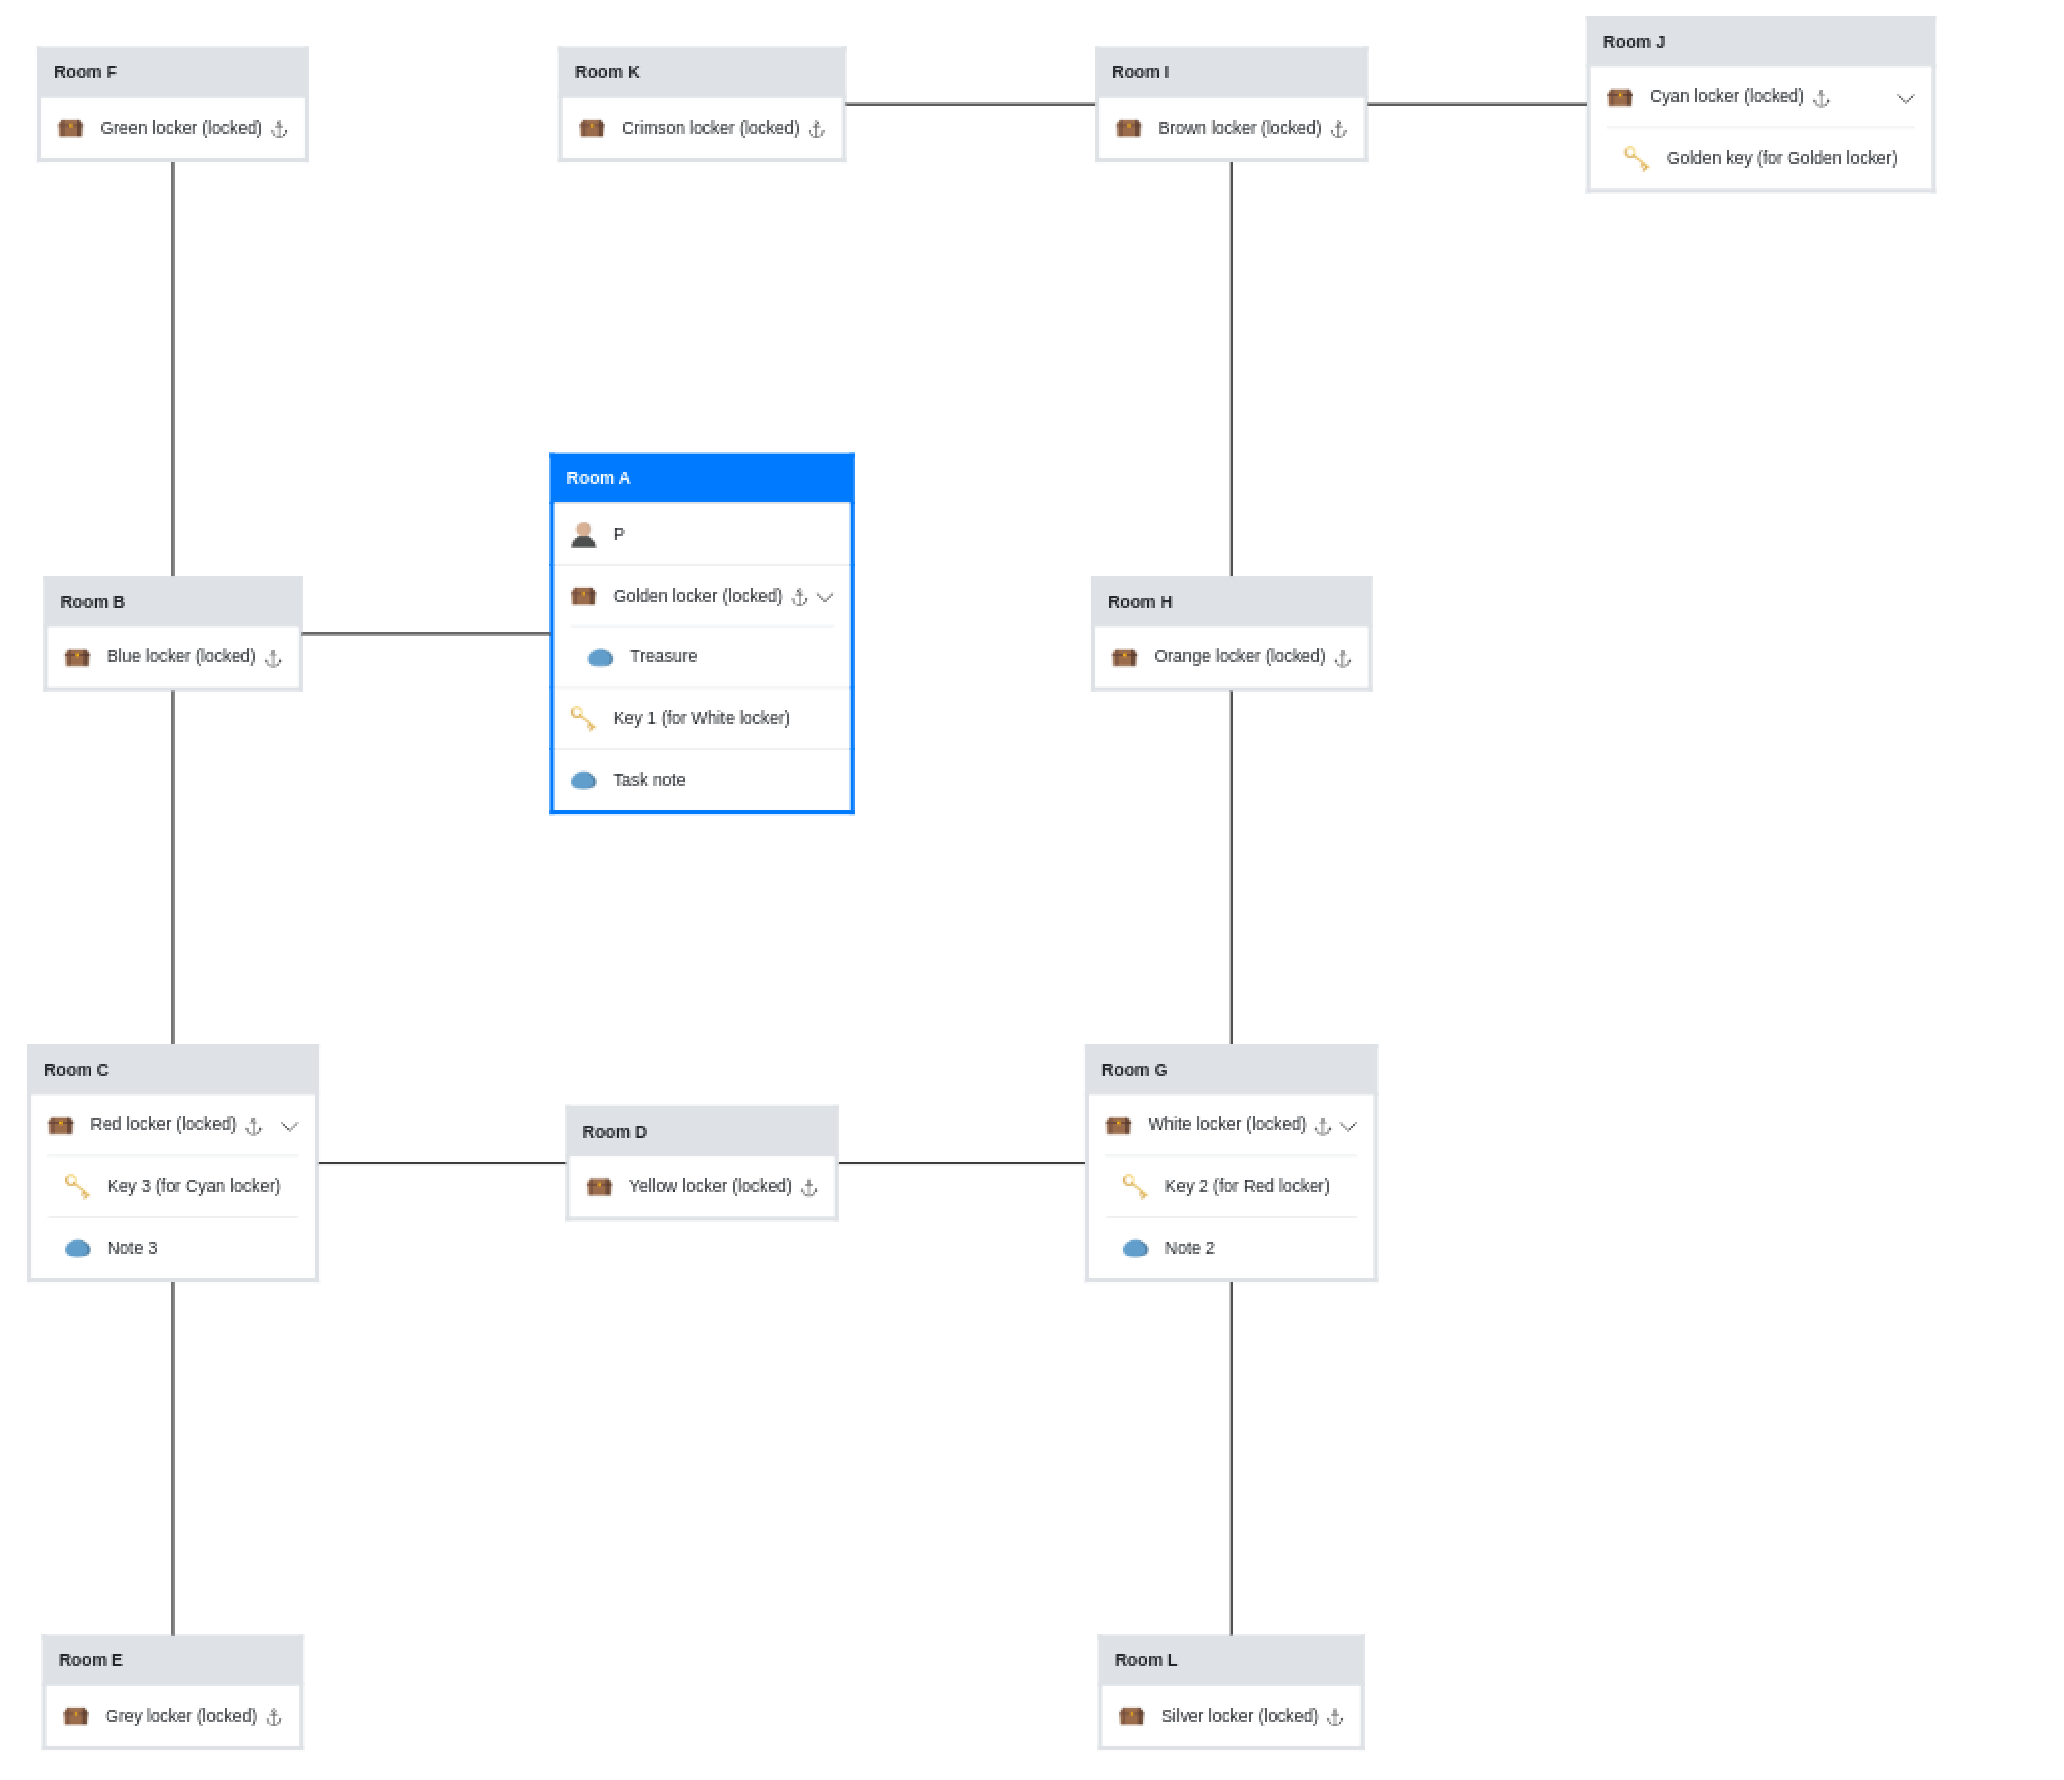 Room F
Green locker (locked)
Room K
Crimson locker (locked)
Room I
Brown locker (locked)
Room J
Cyan locker (locked)
Golden key (for Golden locker)
Room A
P
Golden locker (locked)
Treasure
Key 1 (for White locker)
Task note
Room B
Blue locker (locked)
Room H
Orange locker (locked)
Room C
Red locker (locked)
Key 3 (for Cyan locker)
Note 3
Room D
Yellow locker (locked)
Room G
White locker (locked)
Key 2 (for Red locker)
Note 2
Room E
Grey locker (locked)
Room L
Silver locker (locked)